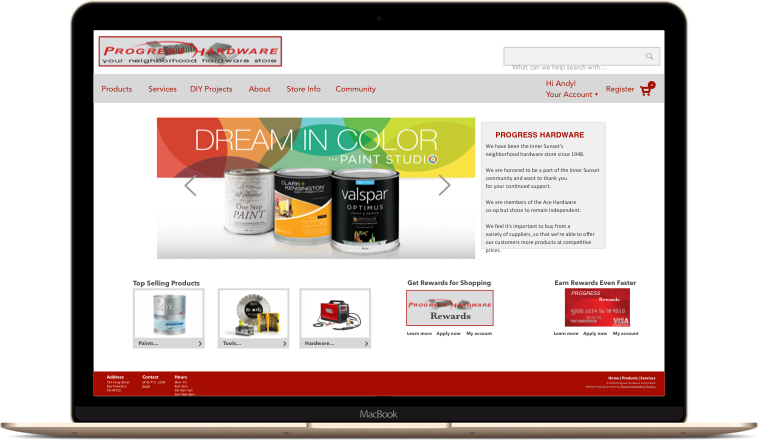 PROGRESS HARDWARE
your neighborhood hardware store
What can we help search with...
Products Services DIY Projects About Store Info Community
Hi Andy!
Your Account ▾
Register
DREAM IN COLOR
THE PAINT STUDIO
One Step
PAINT
CLARK+
KENSINGTON
valspar
OPTIMUS
PROGRESS HARDWARE
We have been the Inner Sunset's
neighborhood hardware store since 1948.
We are honored to be a part of the Inner Sunset
community and want to thank you
for your continued support.
We are members of the Ace Hardware
co-op but chose to remain independent.
We feel it's important to buy from a
variety of suppliers, so that we're able to offer
our customers more products at competitive
prices.
Top Selling Products
Paints...
Tools...
Hardware...
Get Rewards for Shopping
PROGRESS HARDWARE
Rewards
Learn more Apply now My account
Earn Rewards Even Faster
PROGRESS
Rewards
VISA
Learn more Apply now My account
Address
San Francisco
Contact
Hours
Home | Products | Services
MacBook